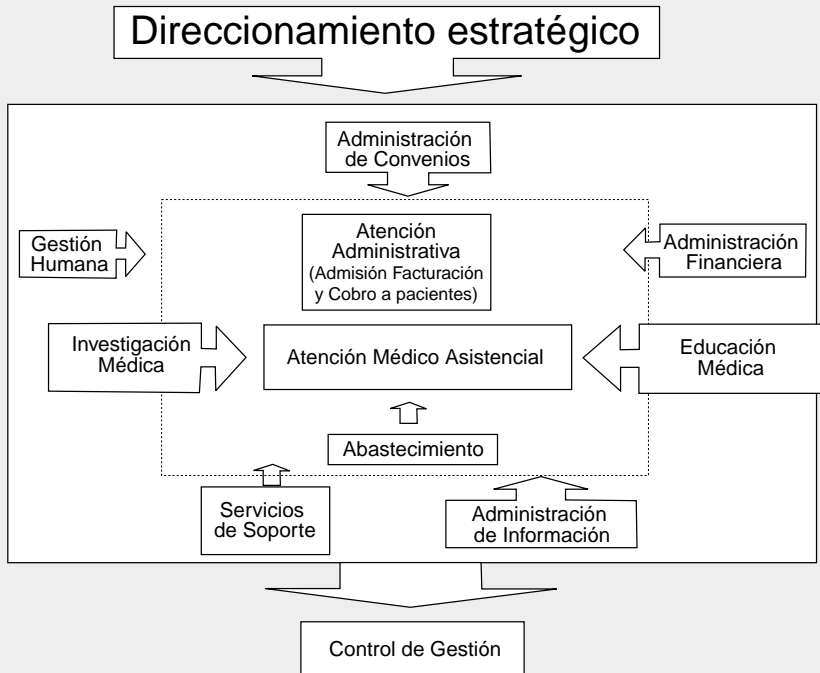 Direccionamiento estratégico
Administración
de Convenios
Gestión
Humana
Atención
Administrativa
(Admisión Facturación
y Cobro a pacientes)
Administración
Financiera
Investigación
Médica
Atención Médico Asistencial
Educación
Médica
Abastecimiento
Servicios
de Soporte
Administración
de Información
Control de Gestión